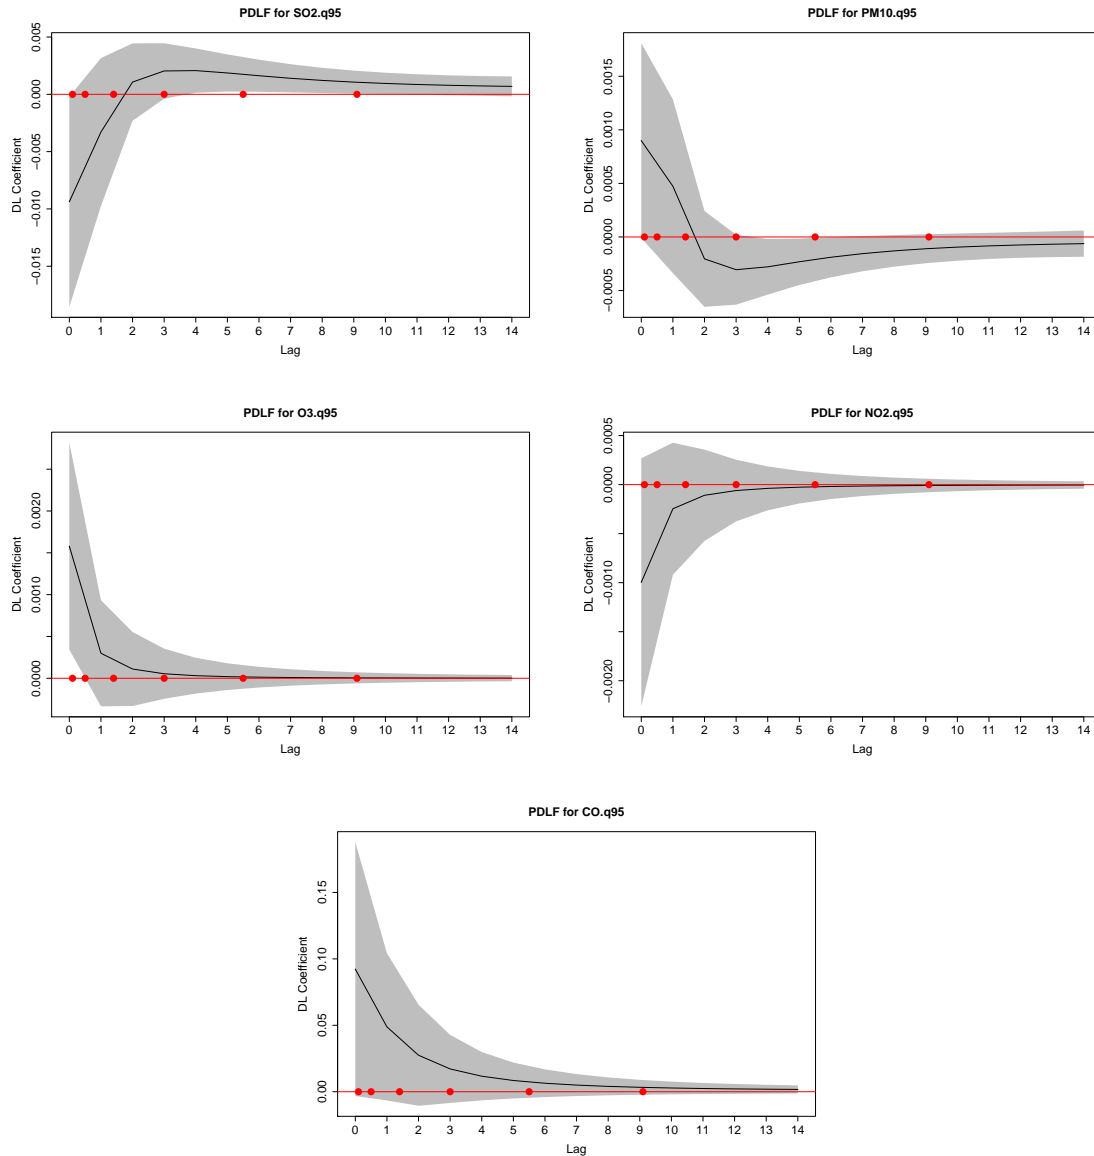 PDLF for SO2.q95
DL Coefficient
0.005
0.000
−0.005
−0.010
−0.015
0 1 2 3 4 5 6 7 8 9 10 11 12 13 14
Lag
PDLF for PM10.q95
DL Coefficient
0.0015
0.0010
0.0005
0.0000
−0.0005
0 1 2 3 4 5 6 7 8 9 10 11 12 13 14
Lag
PDLF for O3.q95
DL Coefficient
0.0020
0.0010
0.0000
0 1 2 3 4 5 6 7 8 9 10 11 12 13 14
Lag
PDLF for NO2.q95
DL Coefficient
0.0005
0.0000
−0.0010
−0.0020
0 1 2 3 4 5 6 7 8 9 10 11 12 13 14
Lag
PDLF for CO.q95
DL Coefficient
0.15
0.10
0.05
0.00
0 1 2 3 4 5 6 7 8 9 10 11 12 13 14
Lag